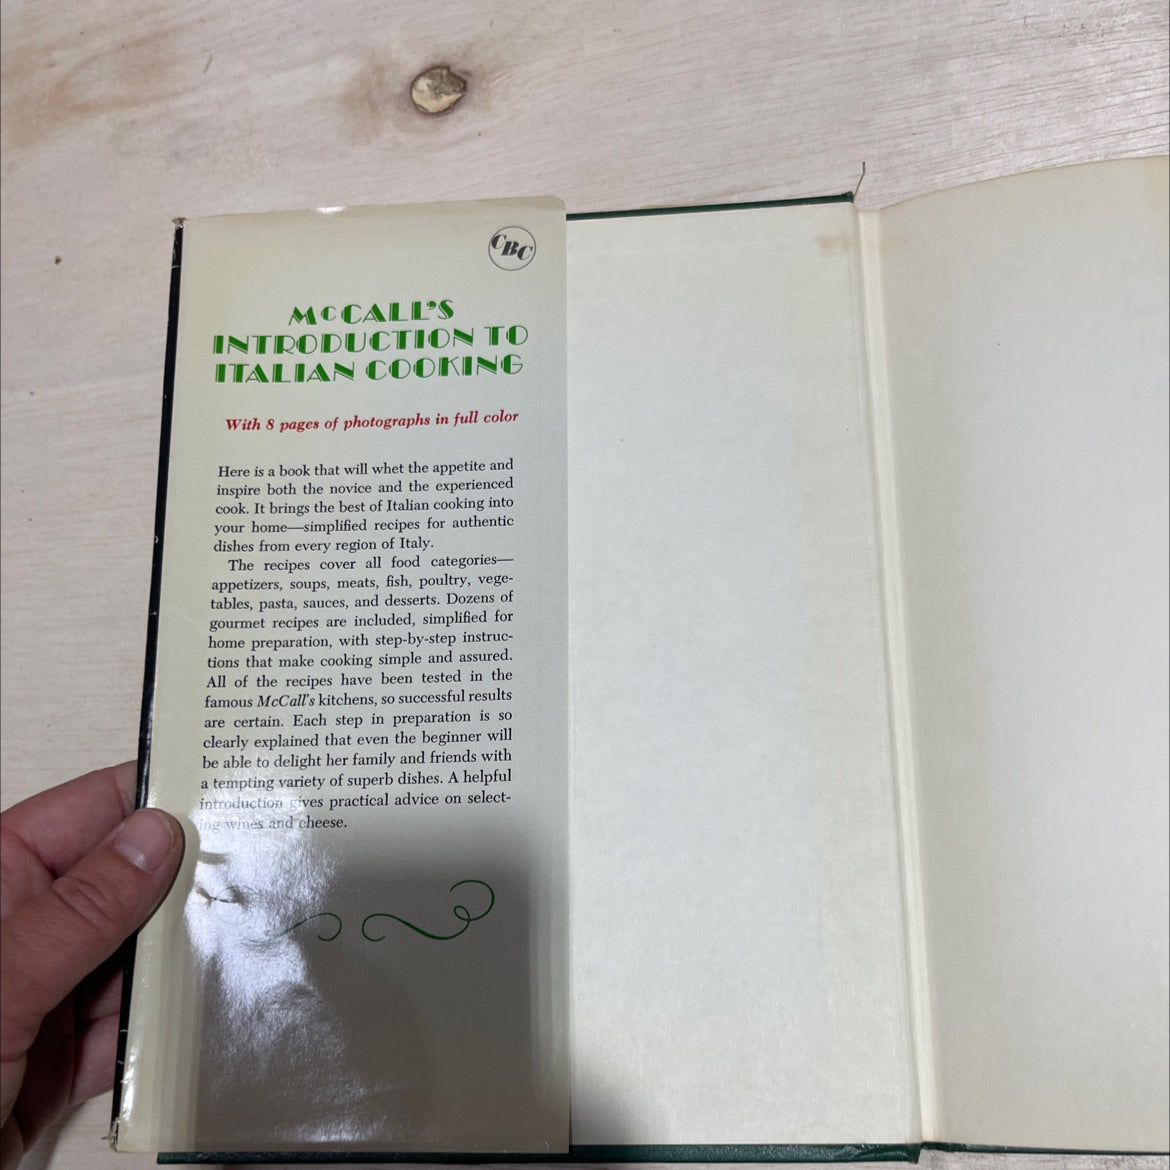 CBC
McCALL'S
INTRODUCTION TO
ITALIAN COOKING
With 8 pages of photographs in full color
Here is a book that will whet the appetite and
inspire both the novice and the experienced
cook. It brings the best of Italian cooking into
your home—simplified recipes for authentic
dishes from every region of Italy.
The recipes cover all food categories—
appetizers, soups, meats, fish, poultry, vege-
tables, pasta, sauces, and desserts. Dozens of
gourmet recipes are included, simplified for
home preparation, with step-by-step instruc-
tions that make cooking simple and assured.
All of the recipes have been tested in the
famous McCall's kitchens, so successful results
are certain. Each step in preparation is so
clearly explained that even the beginner will
be able to delight her family and friends with
a tempting variety of superb dishes. A helpful
introduction gives practical advice on select-
ing wines and cheese.